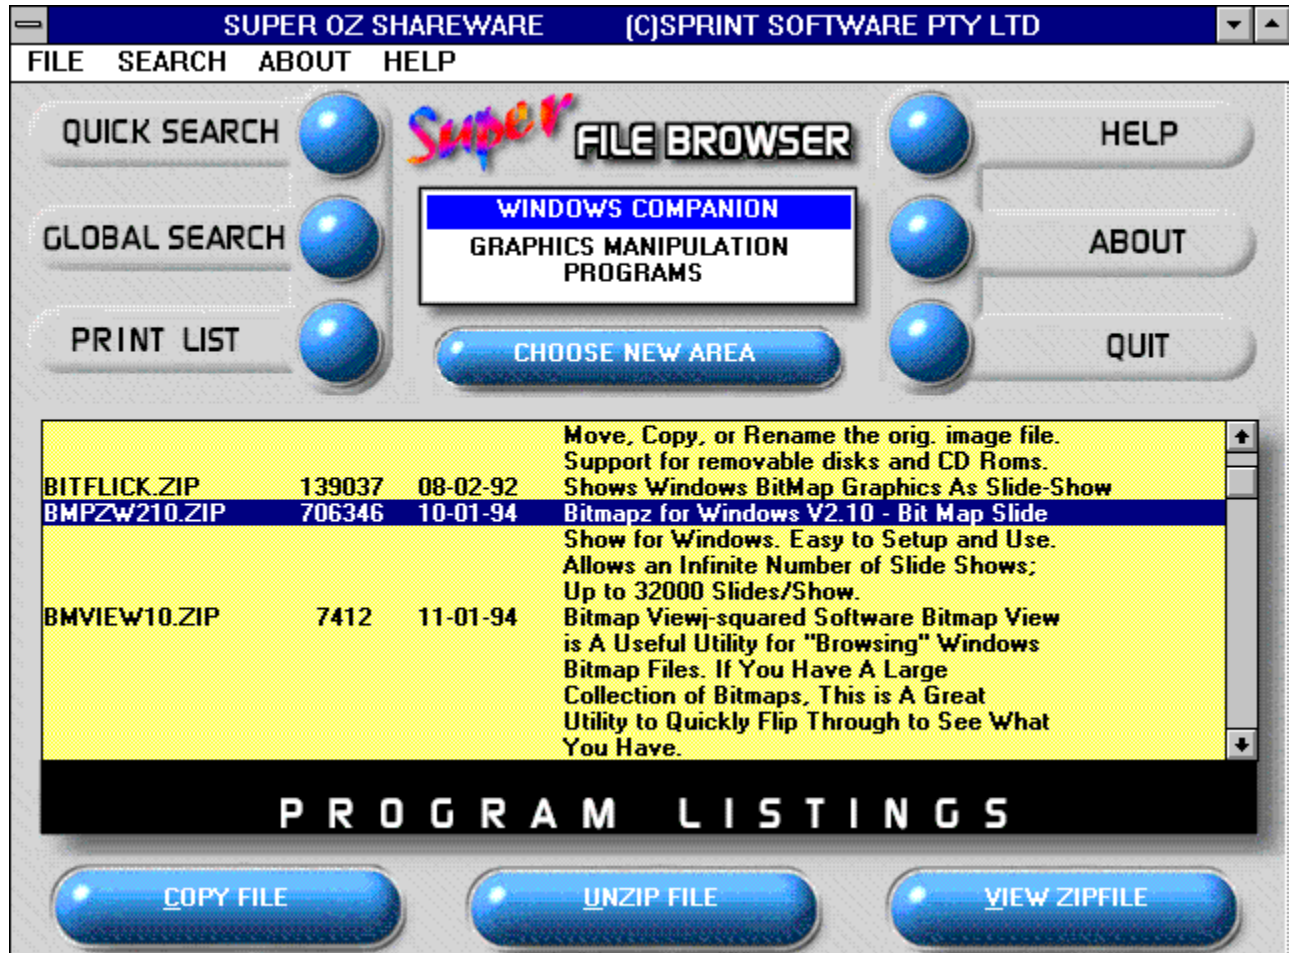 SUPER OZ SHAREWARE (C)SPRINT SOFTWARE PTY LTD
FILE SEARCH ABOUT HELP
QUICK SEARCH
GLOBAL SEARCH
PRINT LIST
Super FILE BROWSER
WINDOWS COMPANION
GRAPHICS MANIPULATION
PROGRAMS
CHOOSE NEW AREA
HELP
ABOUT
QUIT
Move, Copy, or Rename the orig. image file.
Support for removable disks and CD Roms.
BITFLICK.ZIP 139037 08-02-92 Shows Windows BitMap Graphics As Slide-Show
BMPZW210.ZIP 706346 10-01-94 Bitmapz for Windows V2.10 - Bit Map Slide
Show for Windows. Easy to Setup and Use.
Allows an Infinite Number of Slide Shows;
Up to 32000 Slides/Show.
BMVIEW10.ZIP 7412 11-01-94 Bitmap Viewj-squared Software Bitmap View
is A Useful Utility for "Browsing" Windows
Bitmap Files. If You Have A Large
Collection of Bitmaps, This is A Great
Utility to Quickly Flip Through to See What
You Have.
PROGRAM LISTINGS
COPY FILE
UNZIP FILE
VIEW ZIPFILE